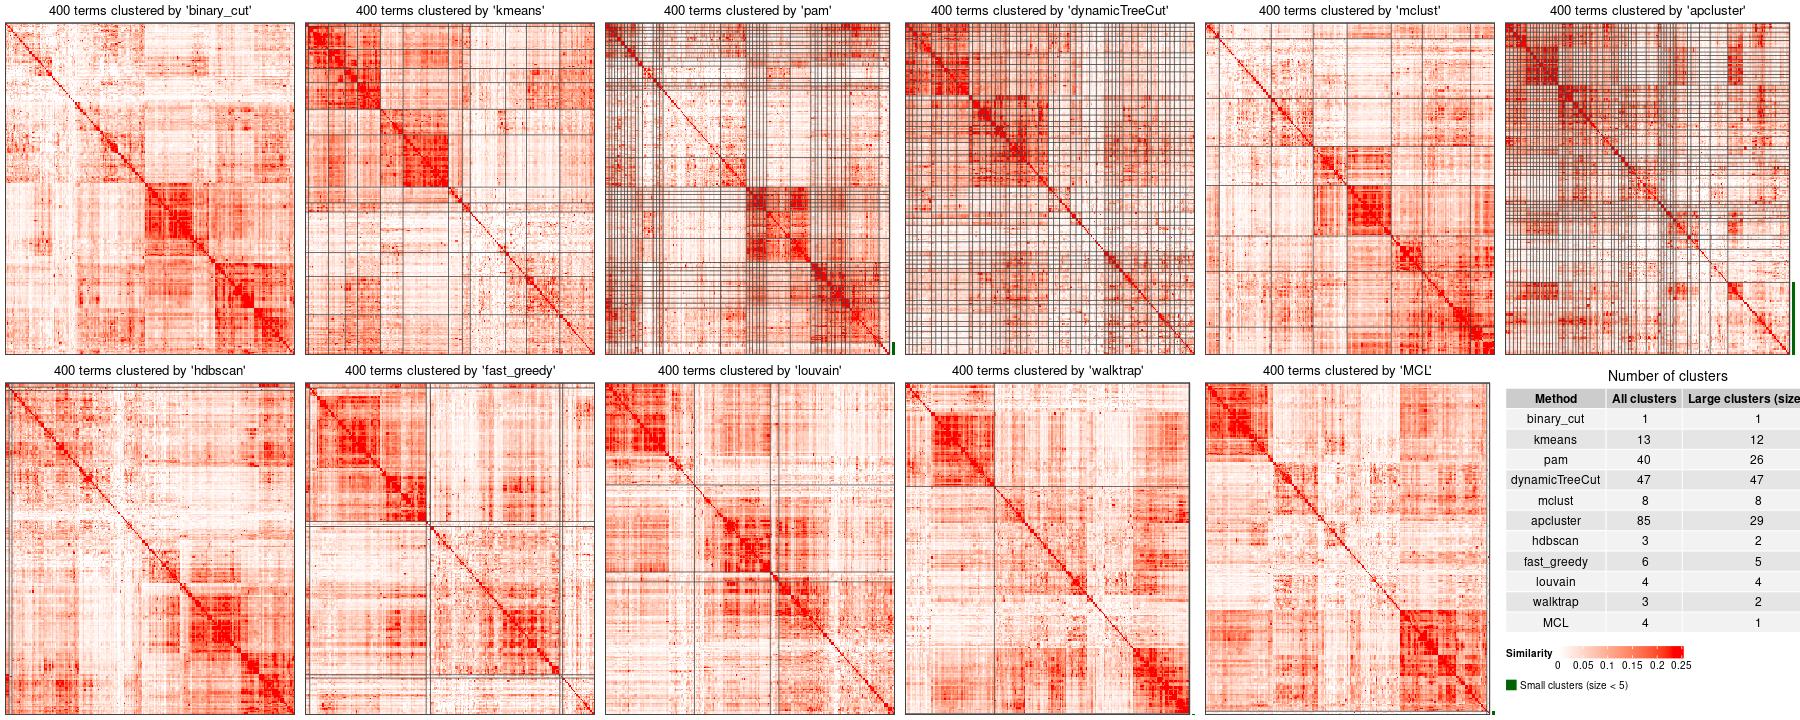 400 terms clustered by 'binary_cut'
400 terms clustered by 'kmeans'
400 terms clustered by 'pam'
400 terms clustered by 'dynamicTreeCut'
400 terms clustered by 'mclust'
400 terms clustered by 'apcluster'
400 terms clustered by 'hdbscan'
400 terms clustered by 'fast_greedy'
400 terms clustered by 'louvain'
400 terms clustered by 'walktrap'
400 terms clustered by 'MCL'
Number of clusters
Method All clusters Large clusters (size
binary_cut 1 1
kmeans 13 12
pam 40 26
dynamicTreeCut 47 47
mclust 8 8
apcluster 85 29
hdbscan 3 2
fast_greedy 6 5
louvain 4 4
walktrap 3 2
MCL 4 1
Similarity
0 0.05 0.1 0.15 0.2 0.25
Small clusters (size < 5)